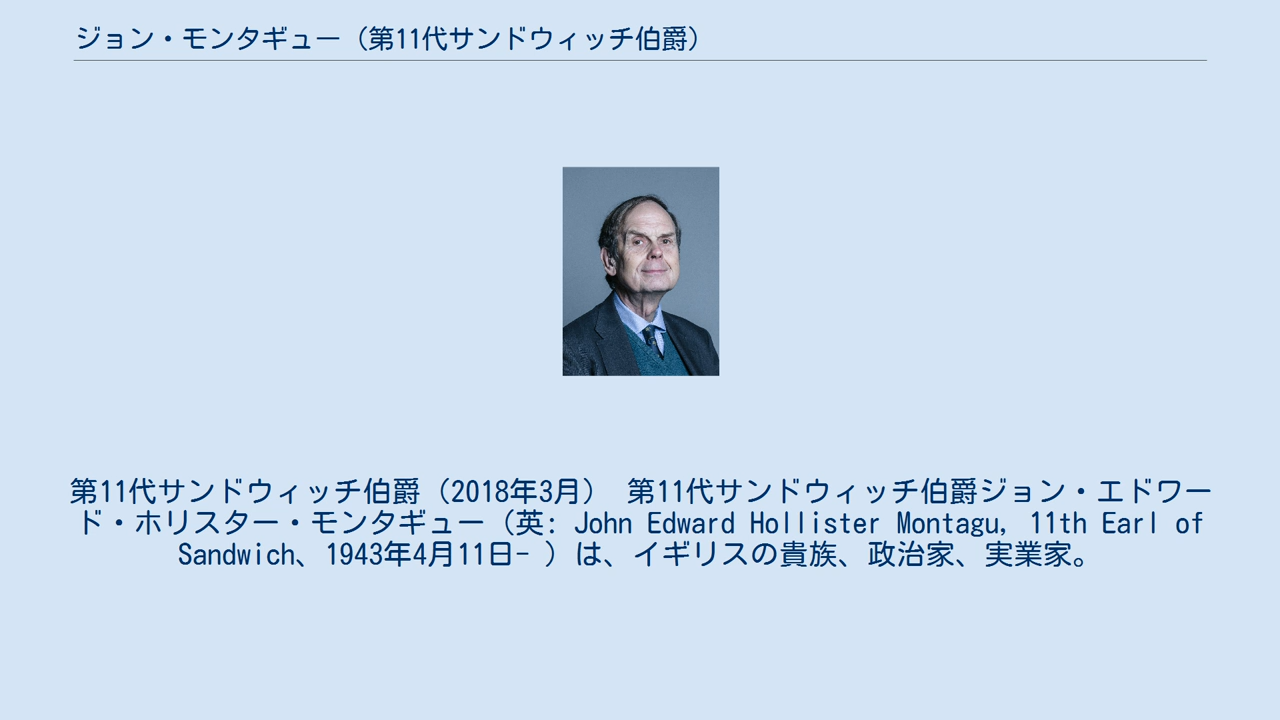 ジョン・モンタギュー（第11代サンドウィッチ伯爵）
第11代サンドウィッチ伯爵（2018年3月） 第11代サンドウィッチ伯爵ジョン・エドワー
ド・ホリスター・モンタギュー（英: John Edward Hollister Montagu, 11th Earl of
Sandwich、1943年4月11日− ）は、イギリスの貴族、政治家、実業家。